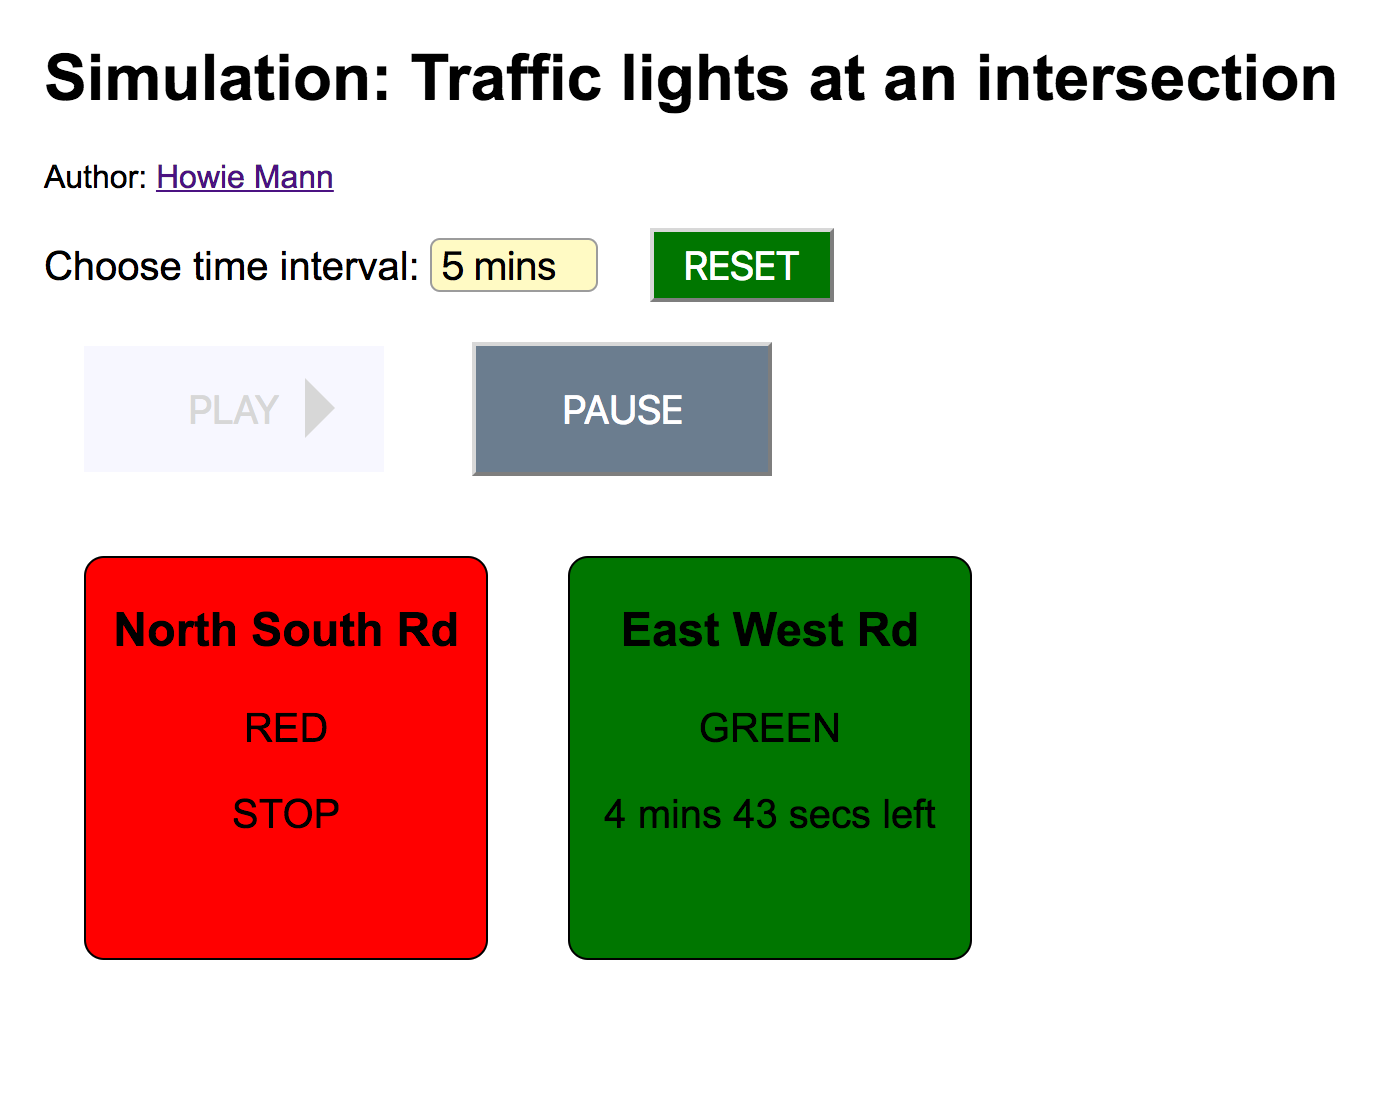 Simulation: Traffic lights at an intersection
Author: Howie Mann
Choose time interval: 5 mins RESET
PLAY PAUSE
North South Rd
RED
STOP
East West Rd
GREEN
4 mins 43 secs left